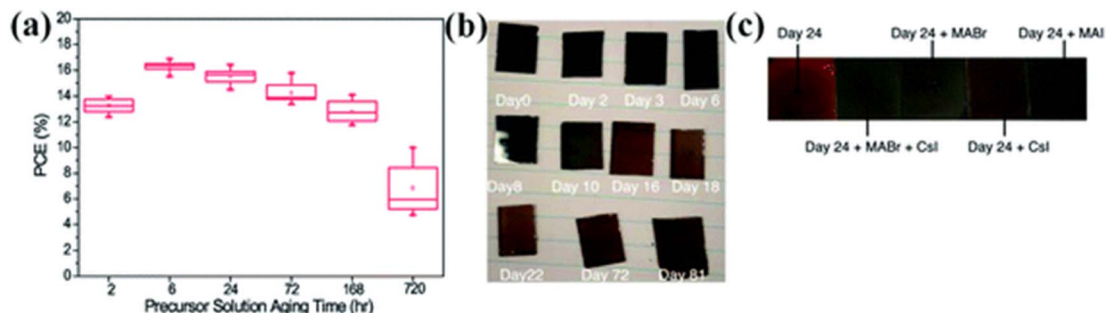 (a)
20
18
16
14
12
10
8
6
4
2
0
PCE (%)
2 6 24 72 168 720
Precursor Solution Aging Time (hr)
(b)
Day0 Day 2 Day 3 Day 6
Day8 Day 10 Day 16 Day 18
Day22 Day 72 Day 81
(c)
Day 24 Day 24 + MABr Day 24 + MAI
Day 24 + MABr + CsI Day 24 + CsI